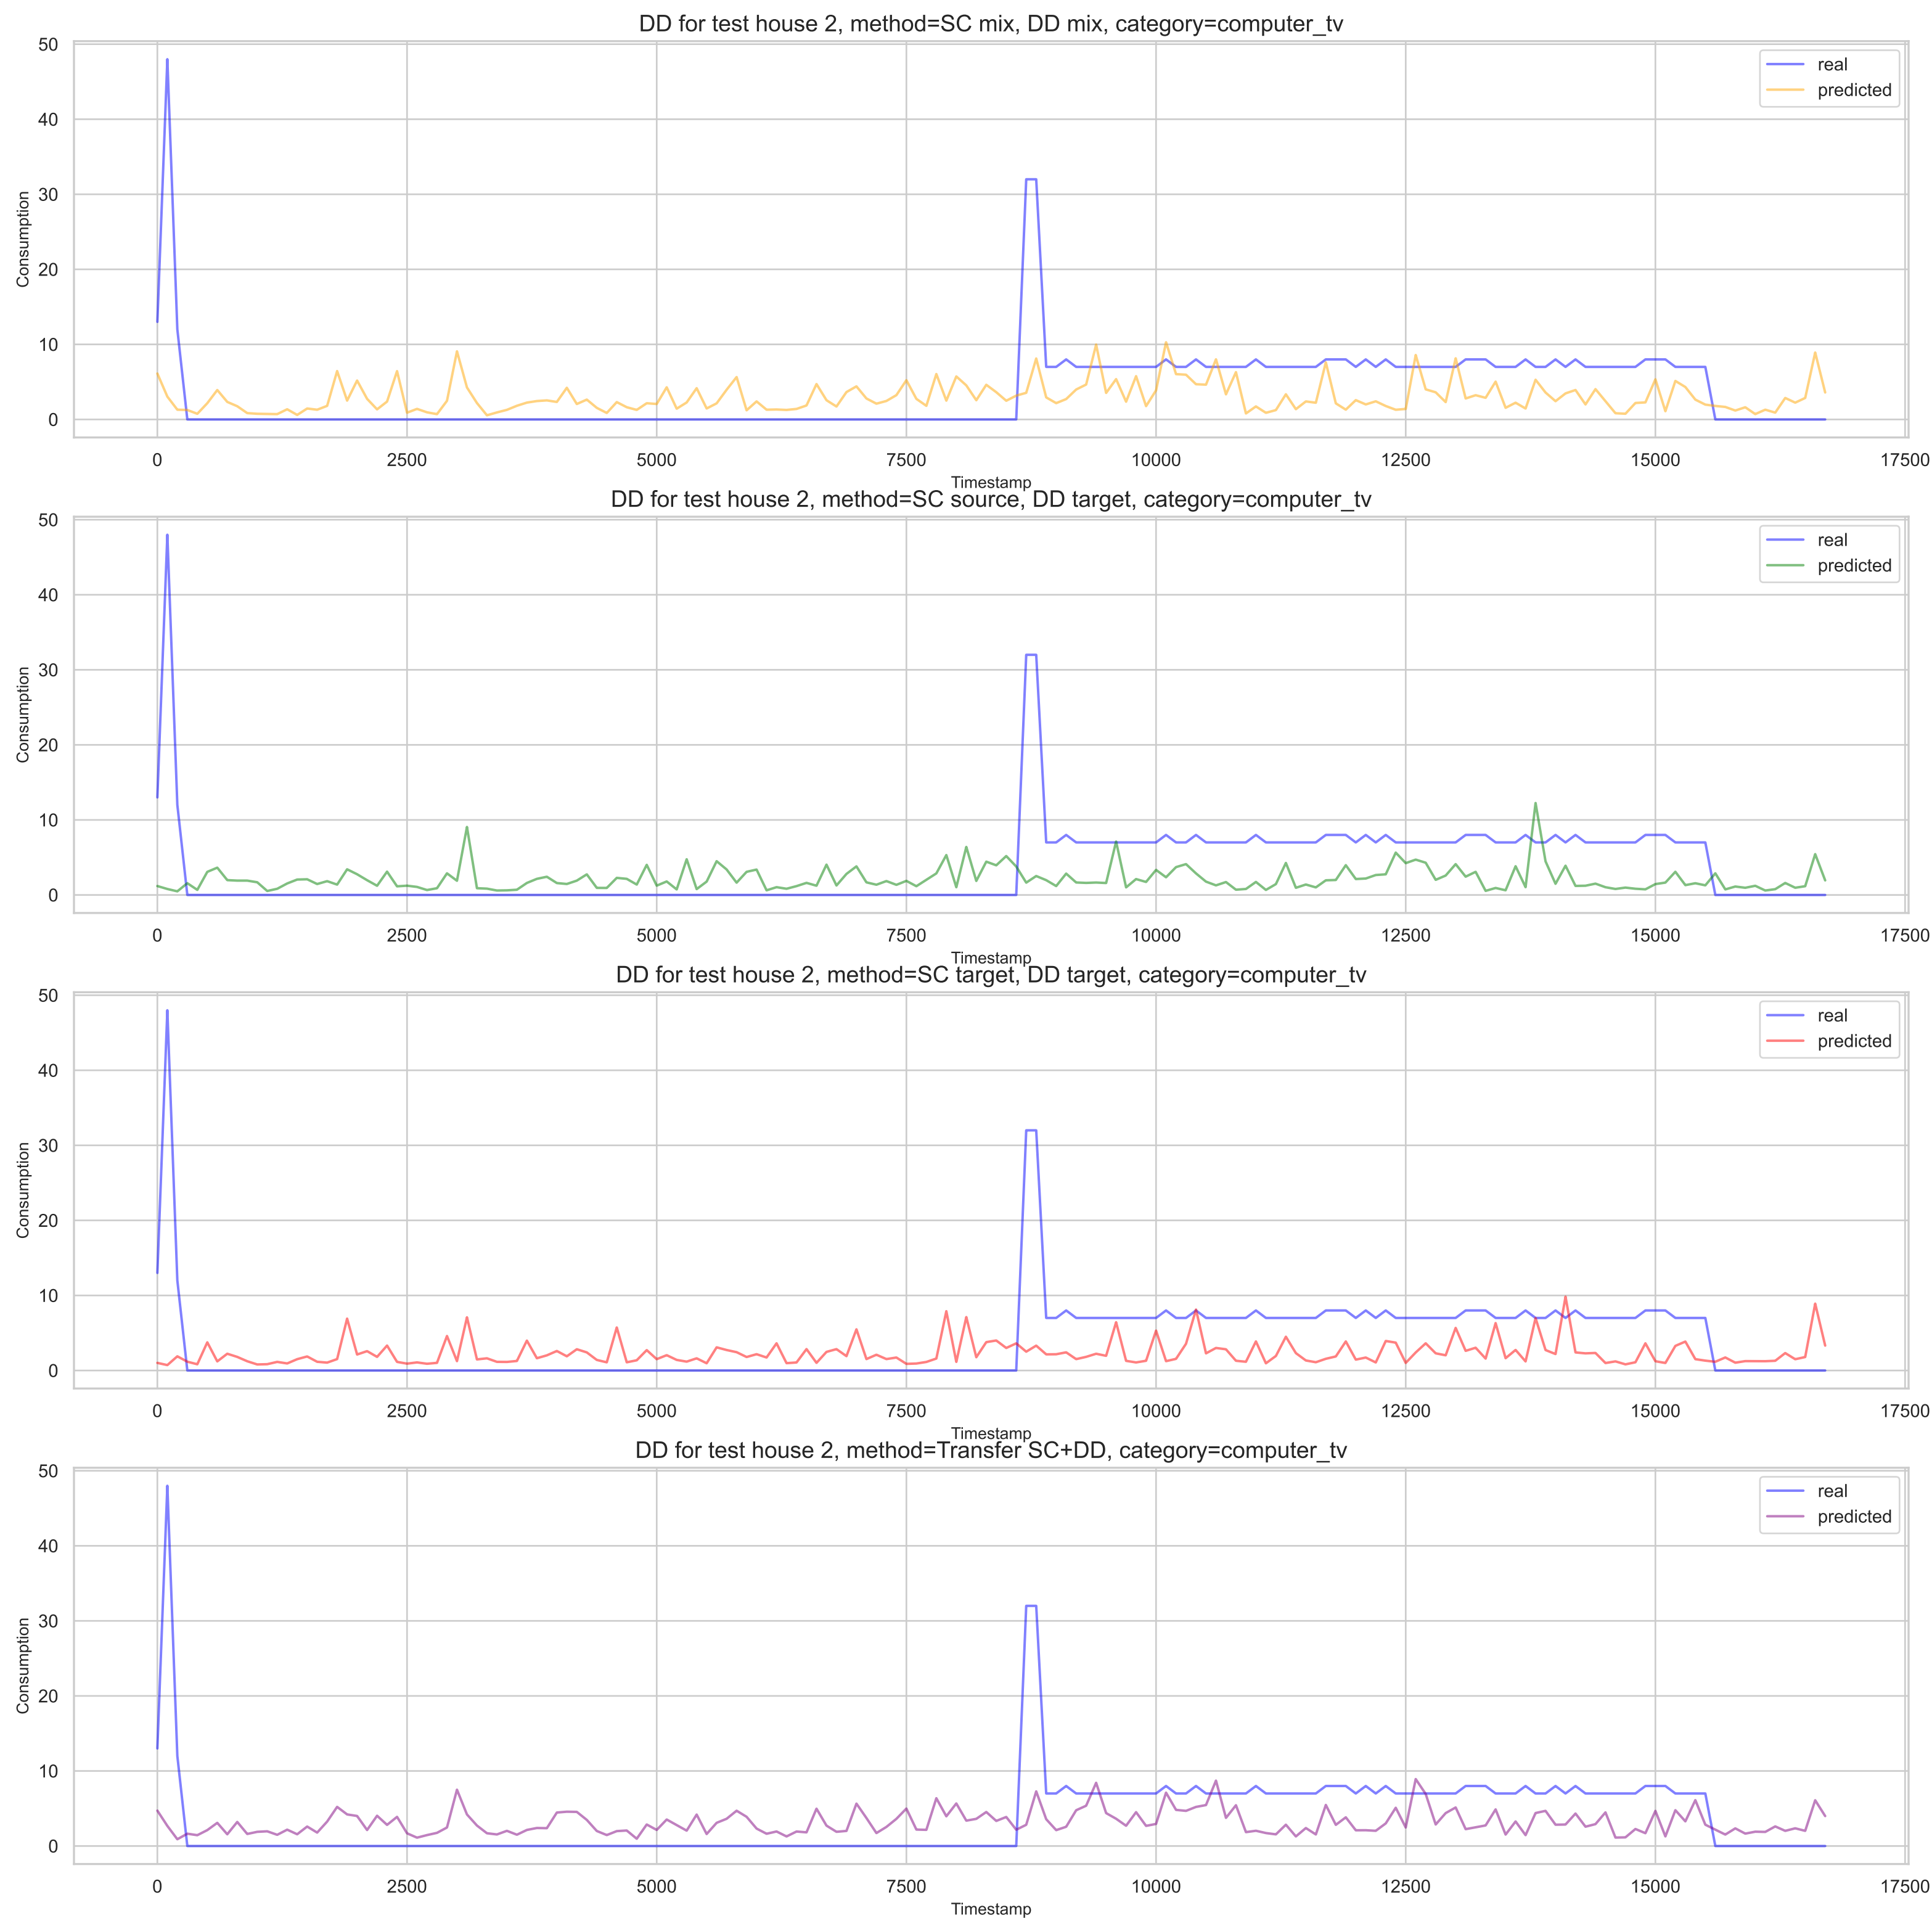 DD for test house 2, method=SC mix, DD mix, category=computer_tv
50
real
predicted
40
30
Consumption
20
10
0
0 2500 5000 7500 10000 12500 15000 17500
Timestamp
DD for test house 2, method=SC source, DD target, category=computer_tv
50
real
predicted
40
30
Consumption
20
10
0
0 2500 5000 7500 10000 12500 15000 17500
Timestamp
DD for test house 2, method=SC target, DD target, category=computer_tv
50
real
predicted
40
30
Consumption
20
10
0
0 2500 5000 7500 10000 12500 15000 17500
Timestamp
DD for test house 2, method=Transfer SC+DD, category=computer_tv
50
real
predicted
40
30
Consumption
20
10
0
0 2500 5000 7500 10000 12500 15000 17500
Timestamp